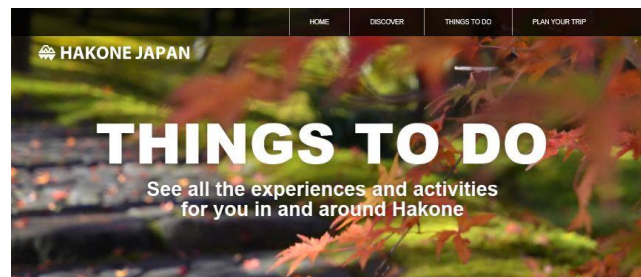 HOME DISCOVER THINGS TO DO PLAN YOUR TRIP
HAKONE JAPAN
THINGS TO DO
See all the experiences and activities
for you in and around Hakone